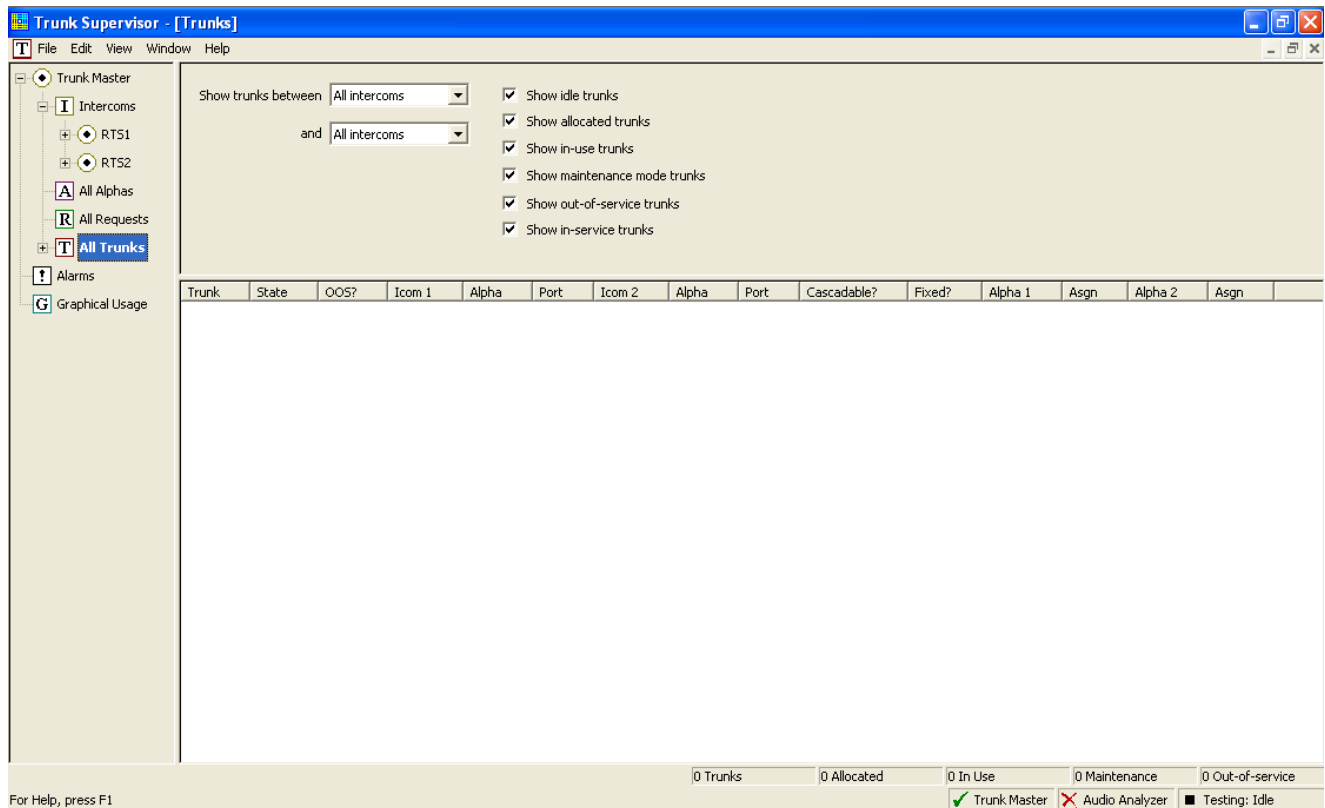 Trunk Supervisor - [Trunks]
T File Edit View Window Help
Trunk Master
I Intercoms
RTS1
RTS2
A All Alphas
R All Requests
T All Trunks
! Alarms
G Graphical Usage
Show trunks between All intercoms
and All intercoms
Show idle trunks
Show allocated trunks
Show in-use trunks
Show maintenance mode trunks
Show out-of-service trunks
Show in-service trunks
Trunk State OOS? Icom 1 Alpha Port Icom 2 Alpha Port Cascadable? Fixed? Alpha 1 Asgn Alpha 2 Asgn
0 Trunks 0 Allocated 0 In Use 0 Maintenance 0 Out-of-service
For Help, press F1 Trunk Master Audio Analyzer Testing: Idle